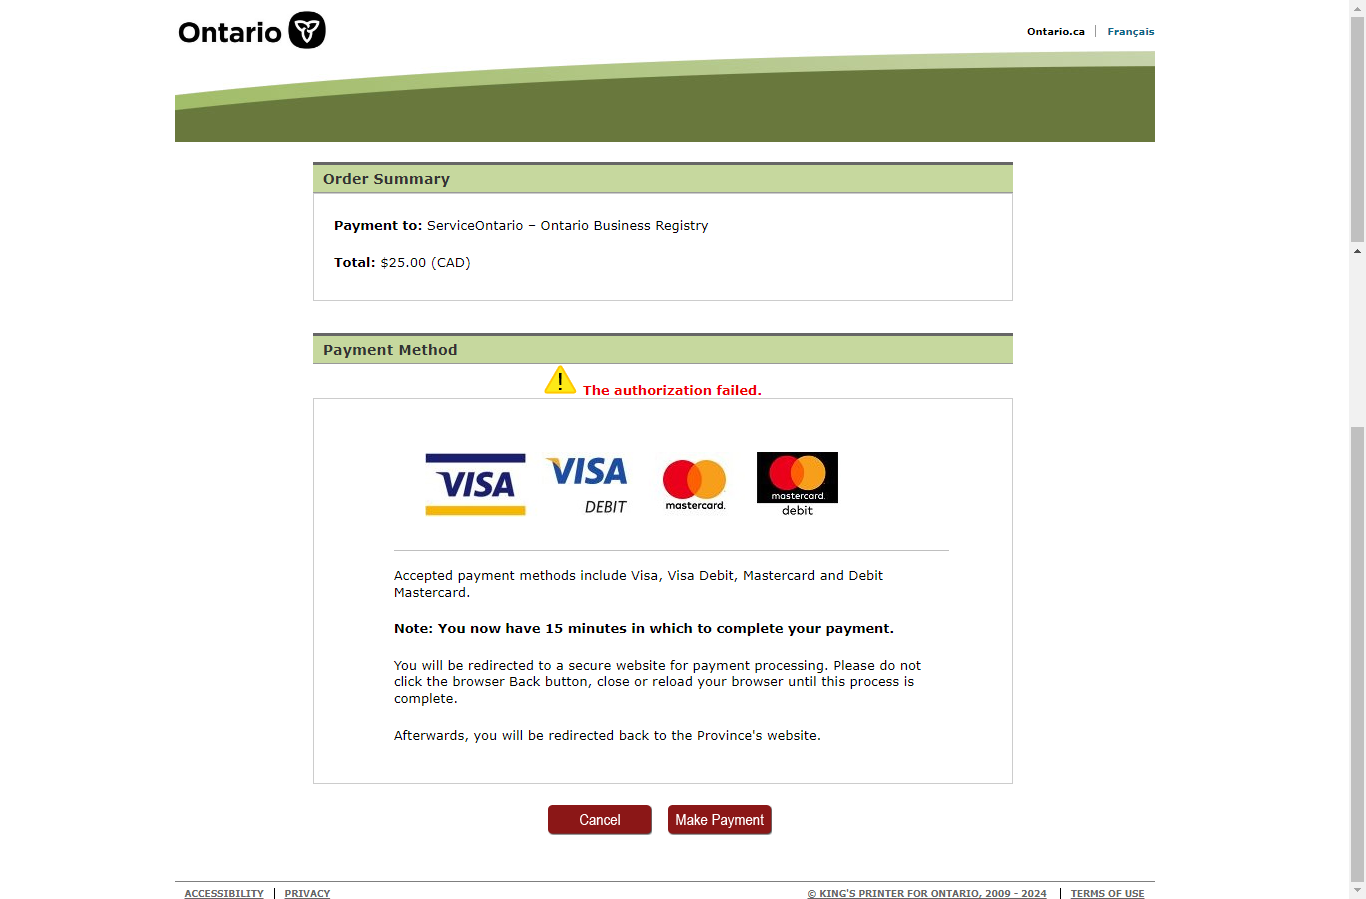 Ontario
Ontario.ca | Français
Order Summary
Payment to: ServiceOntario – Ontario Business Registry
Total: $25.00 (CAD)
Payment Method
! The authorization failed.
VISA
VISA
DEBIT
mastercard.
mastercard.
debit
Accepted payment methods include Visa, Visa Debit, Mastercard and Debit
Mastercard.
Note: You now have 15 minutes in which to complete your payment.
You will be redirected to a secure website for payment processing. Please do not
click the browser Back button, close or reload your browser until this process is
complete.
Afterwards, you will be redirected back to the Province's website.
Cancel
Make Payment
ACCESSIBILITY | PRIVACY
© KING'S PRINTER FOR ONTARIO, 2009 - 2024 | TERMS OF USE